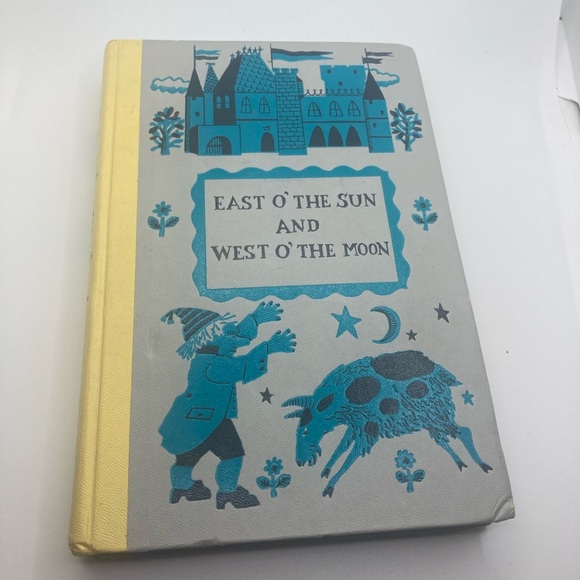 EAST O' THE SUN
AND
WEST O' THE MOON